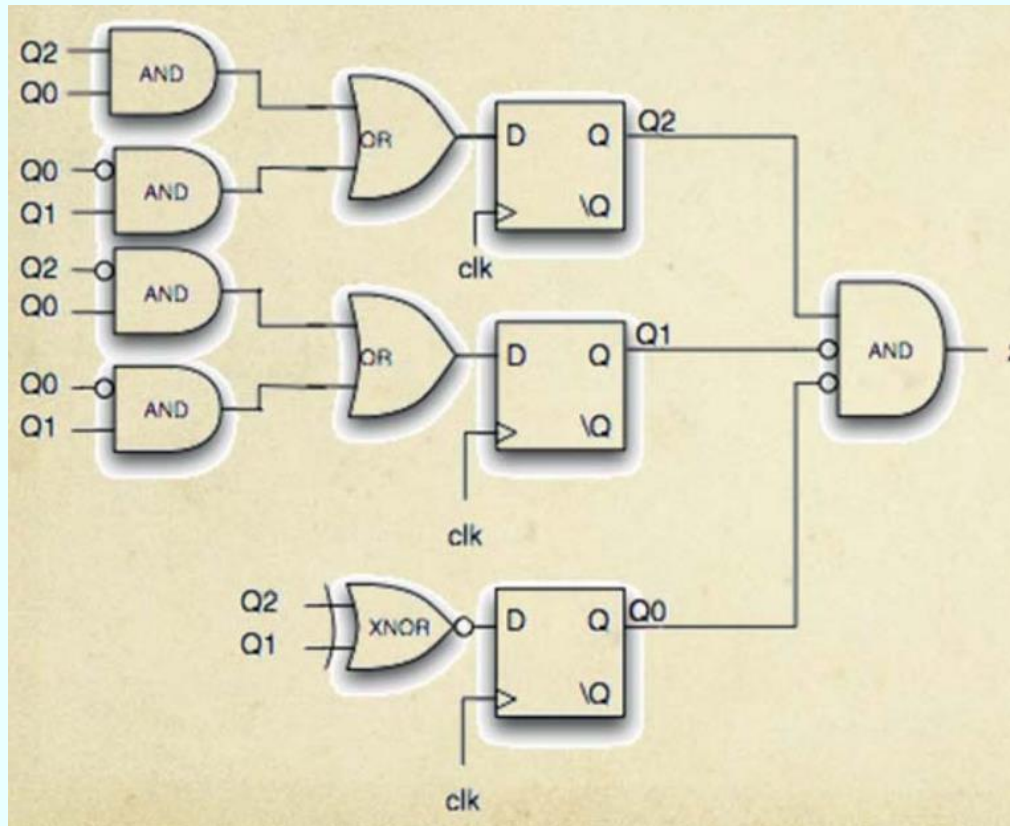 Q2
Q0
AND
Q0
Q1
AND
OR
D Q Q2
\Q
clk
Q2
Q0
AND
Q0
Q1
AND
OR
D Q Q1
\Q
clk
AND
Q2
Q1
XNOR
D Q Q0
\Q
clk